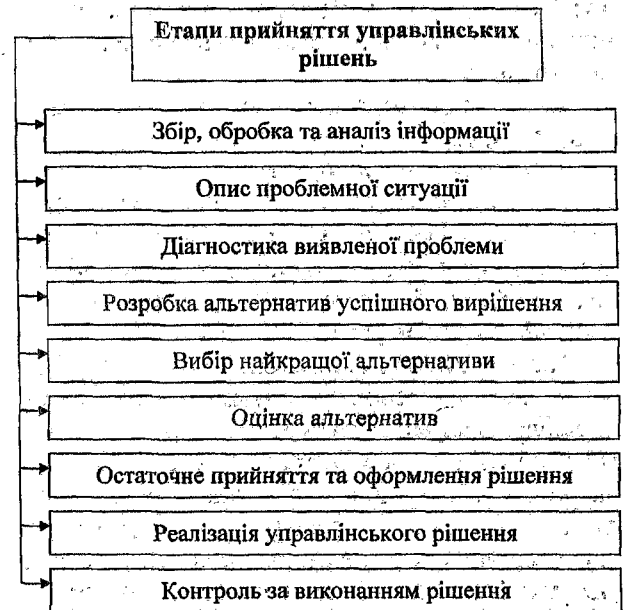 Етапи прийняття управлінських
рішень
Збір, обробка та аналіз інформації
Опис проблемної ситуації
Діагностика виявленої проблеми
Розробка альтернатив успішного вирішення
Вибір найкращої альтернативи
Оцінка альтернатив
Остаточне прийняття та оформлення рішення
Реалізація управлінського рішення
Контроль за виконанням рішення